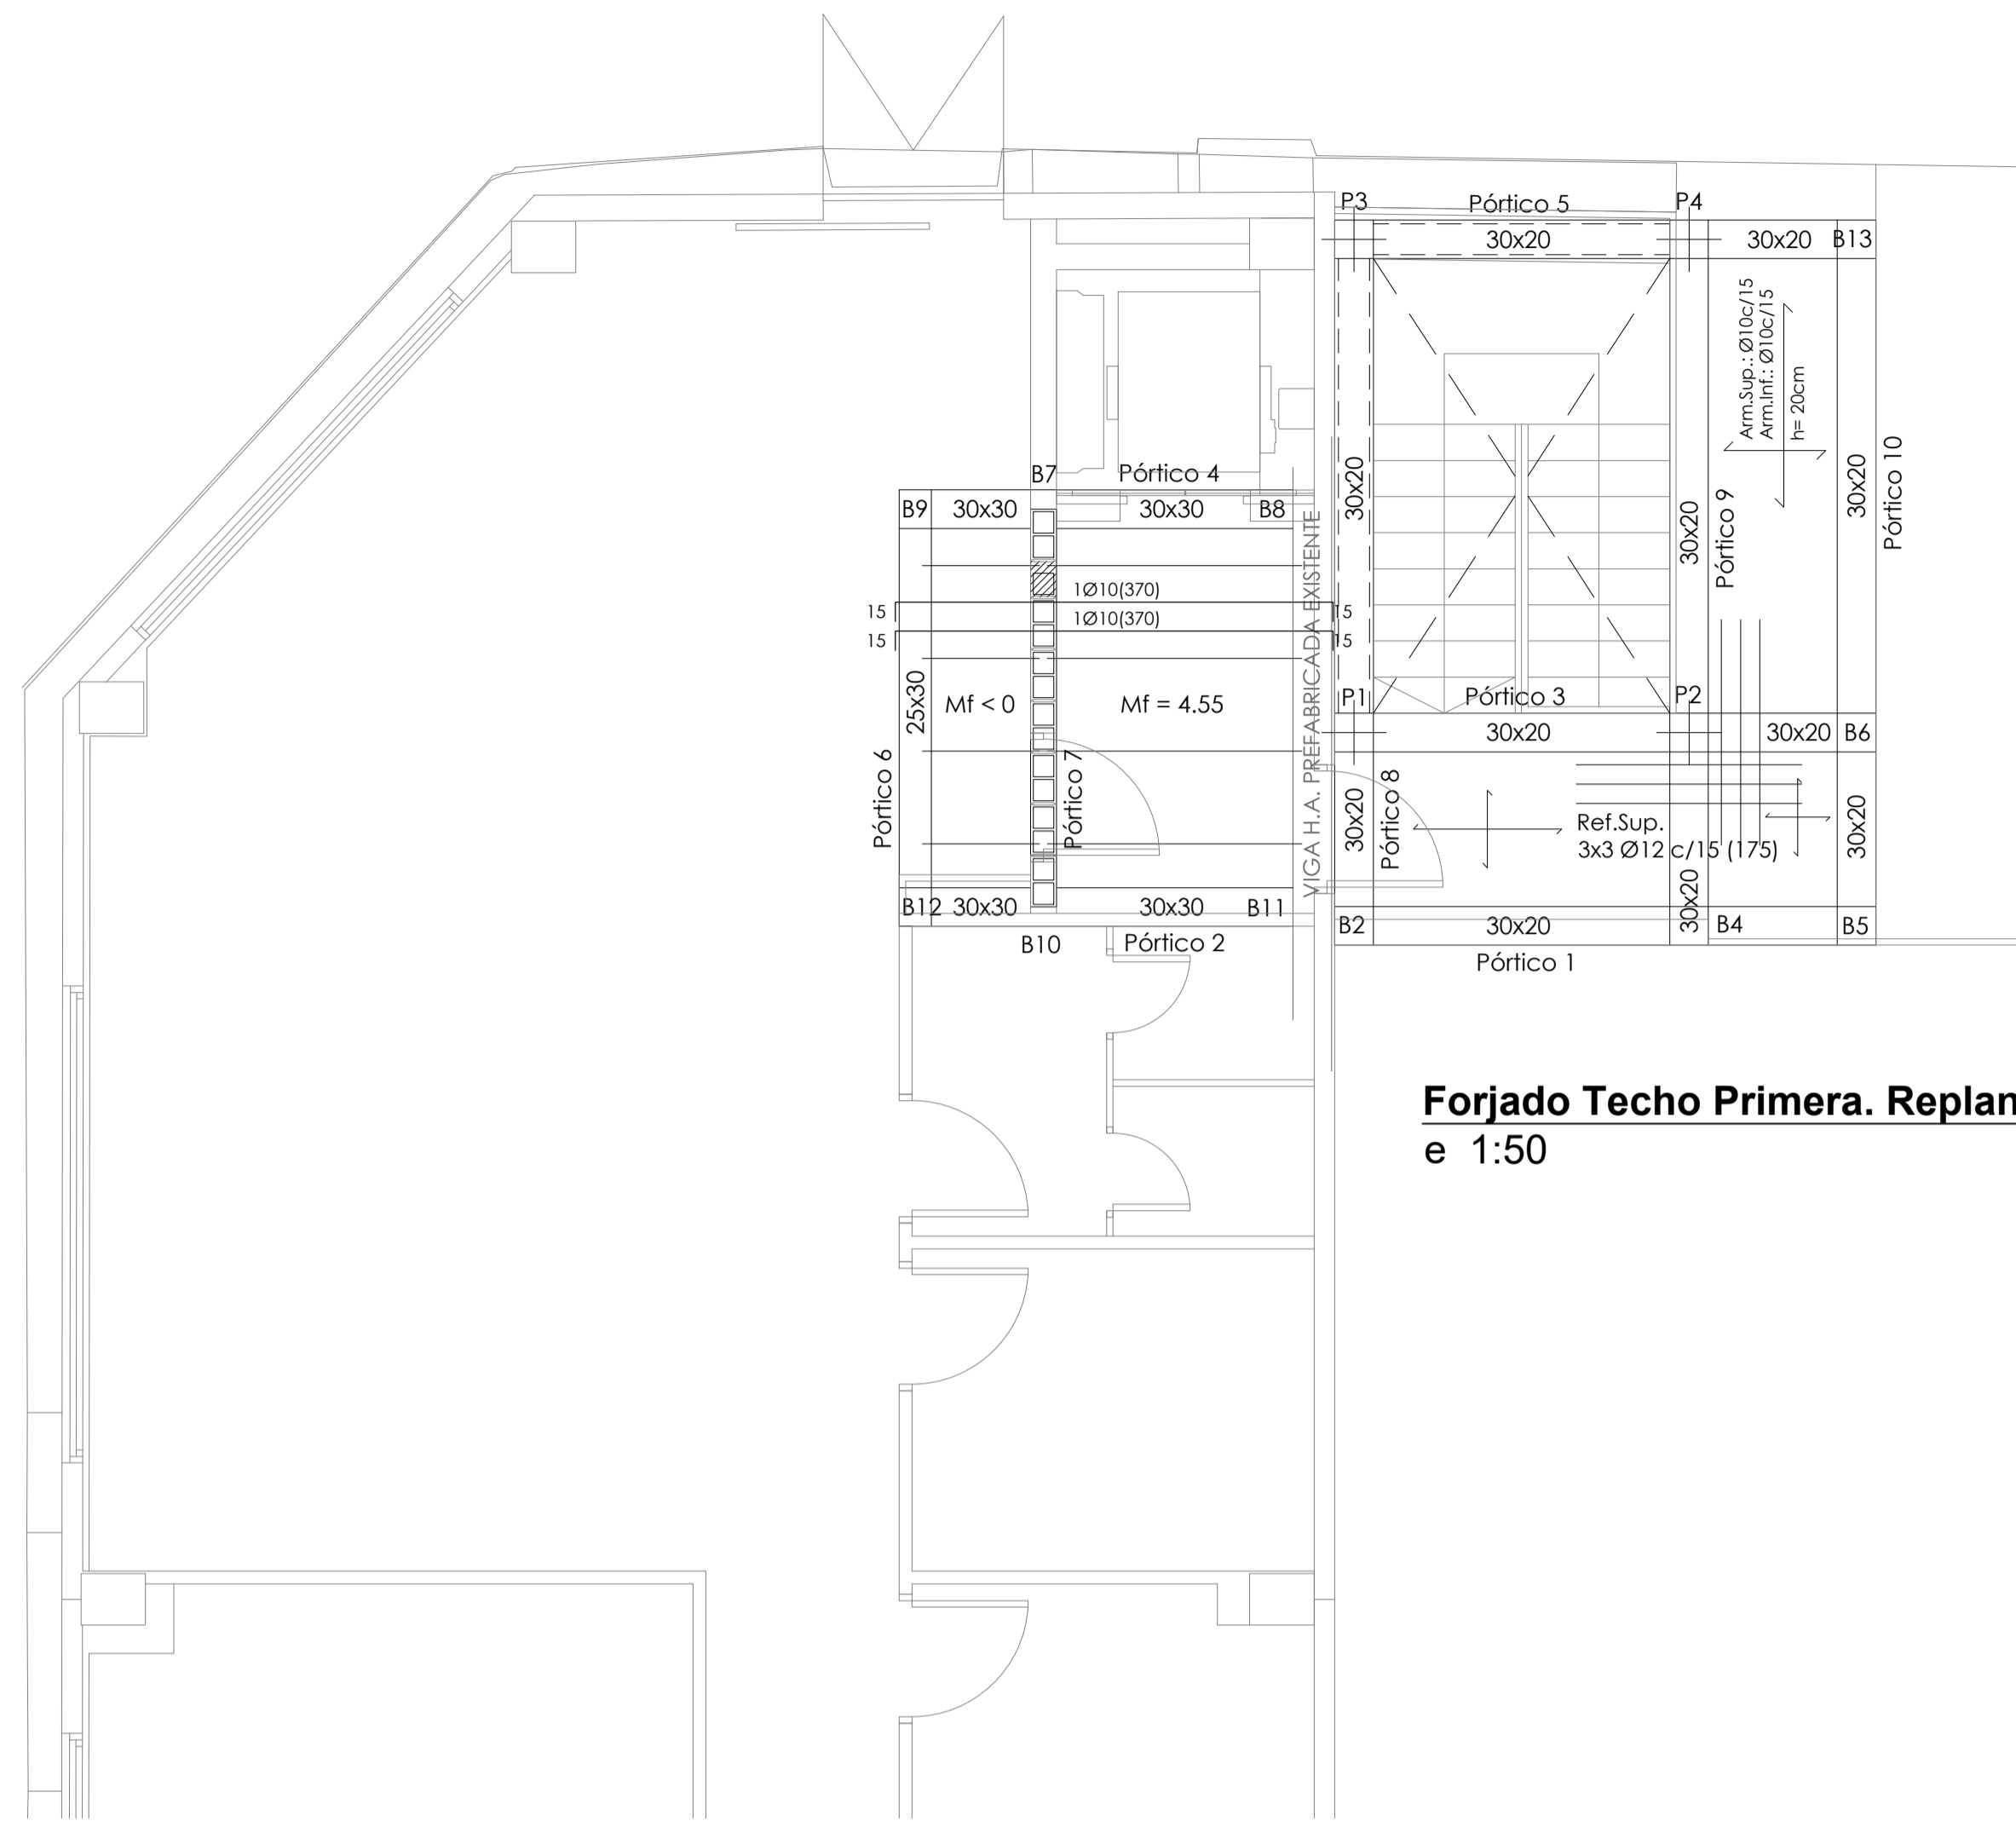 P3
Pórtico 5
P4
30x20
30x20
B13
Arm.Sup.: Ø10c/15
Arm.Inf.: Ø10c/15
h= 20cm
30x20
30x20
Pórtico 9
30x20
Pórtico 10
B7
Pórtico 4
B9
30x30
30x30
B8
VIGA H.A. PREFABRICADA EXISTENTE
1Ø10(370)
15
15
1Ø10(370)
15
15
25x30
Mf < 0
Mf = 4.55
Pórtico 6
Pórtico 7
P1
Pórtico 3
P2
30x20
30x20
B6
30x20
Pórtico 8
Ref.Sup.
3x3 Ø12 c/15 (175)
30x20
30x20
B12
30x30
30x30
B11
B10
Pórtico 2
B2
30x20
B4
B5
Pórtico 1
Forjado Techo Primera. Replan
e 1:50